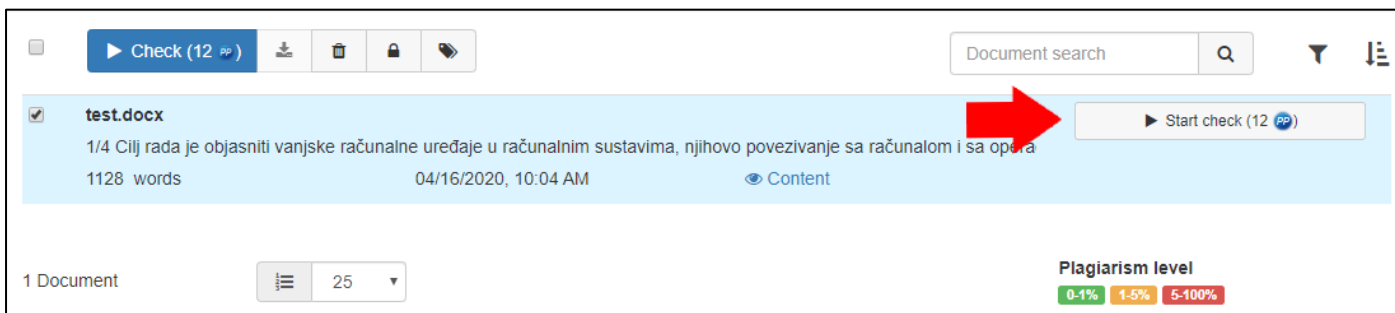 Check (12 PP)
Document search
test.docx
Start check (12 PP)
1/4 Cilj rada je objasniti vanjske računalne uređaje u računalnim sustavima, njihovo povezivanje sa računalom i sa opera
1128 words 04/16/2020, 10:04 AM Content
Plagiarism level
1 Document 25
0-1% 1-5% 5-100%